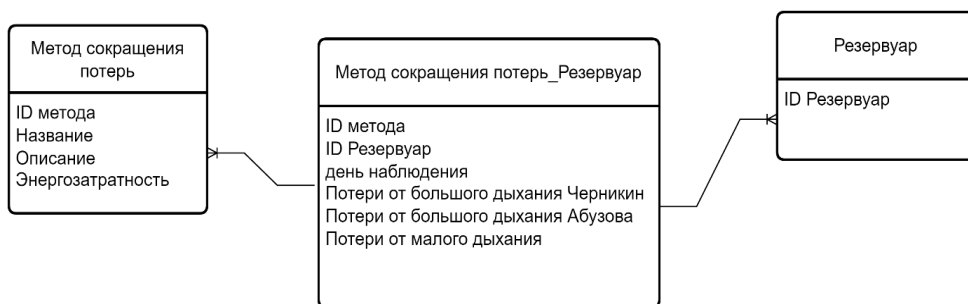 Метод сокращения
потерь
ID метода
Название
Описание
Энергозатратность
Метод сокращения потерь_Резервуар
ID метода
ID Резервуар
день наблюдения
Потери от большого дыхания Черникин
Потери от большого дыхания Абузова
Потери от малого дыхания
Резервуар
ID Резервуар